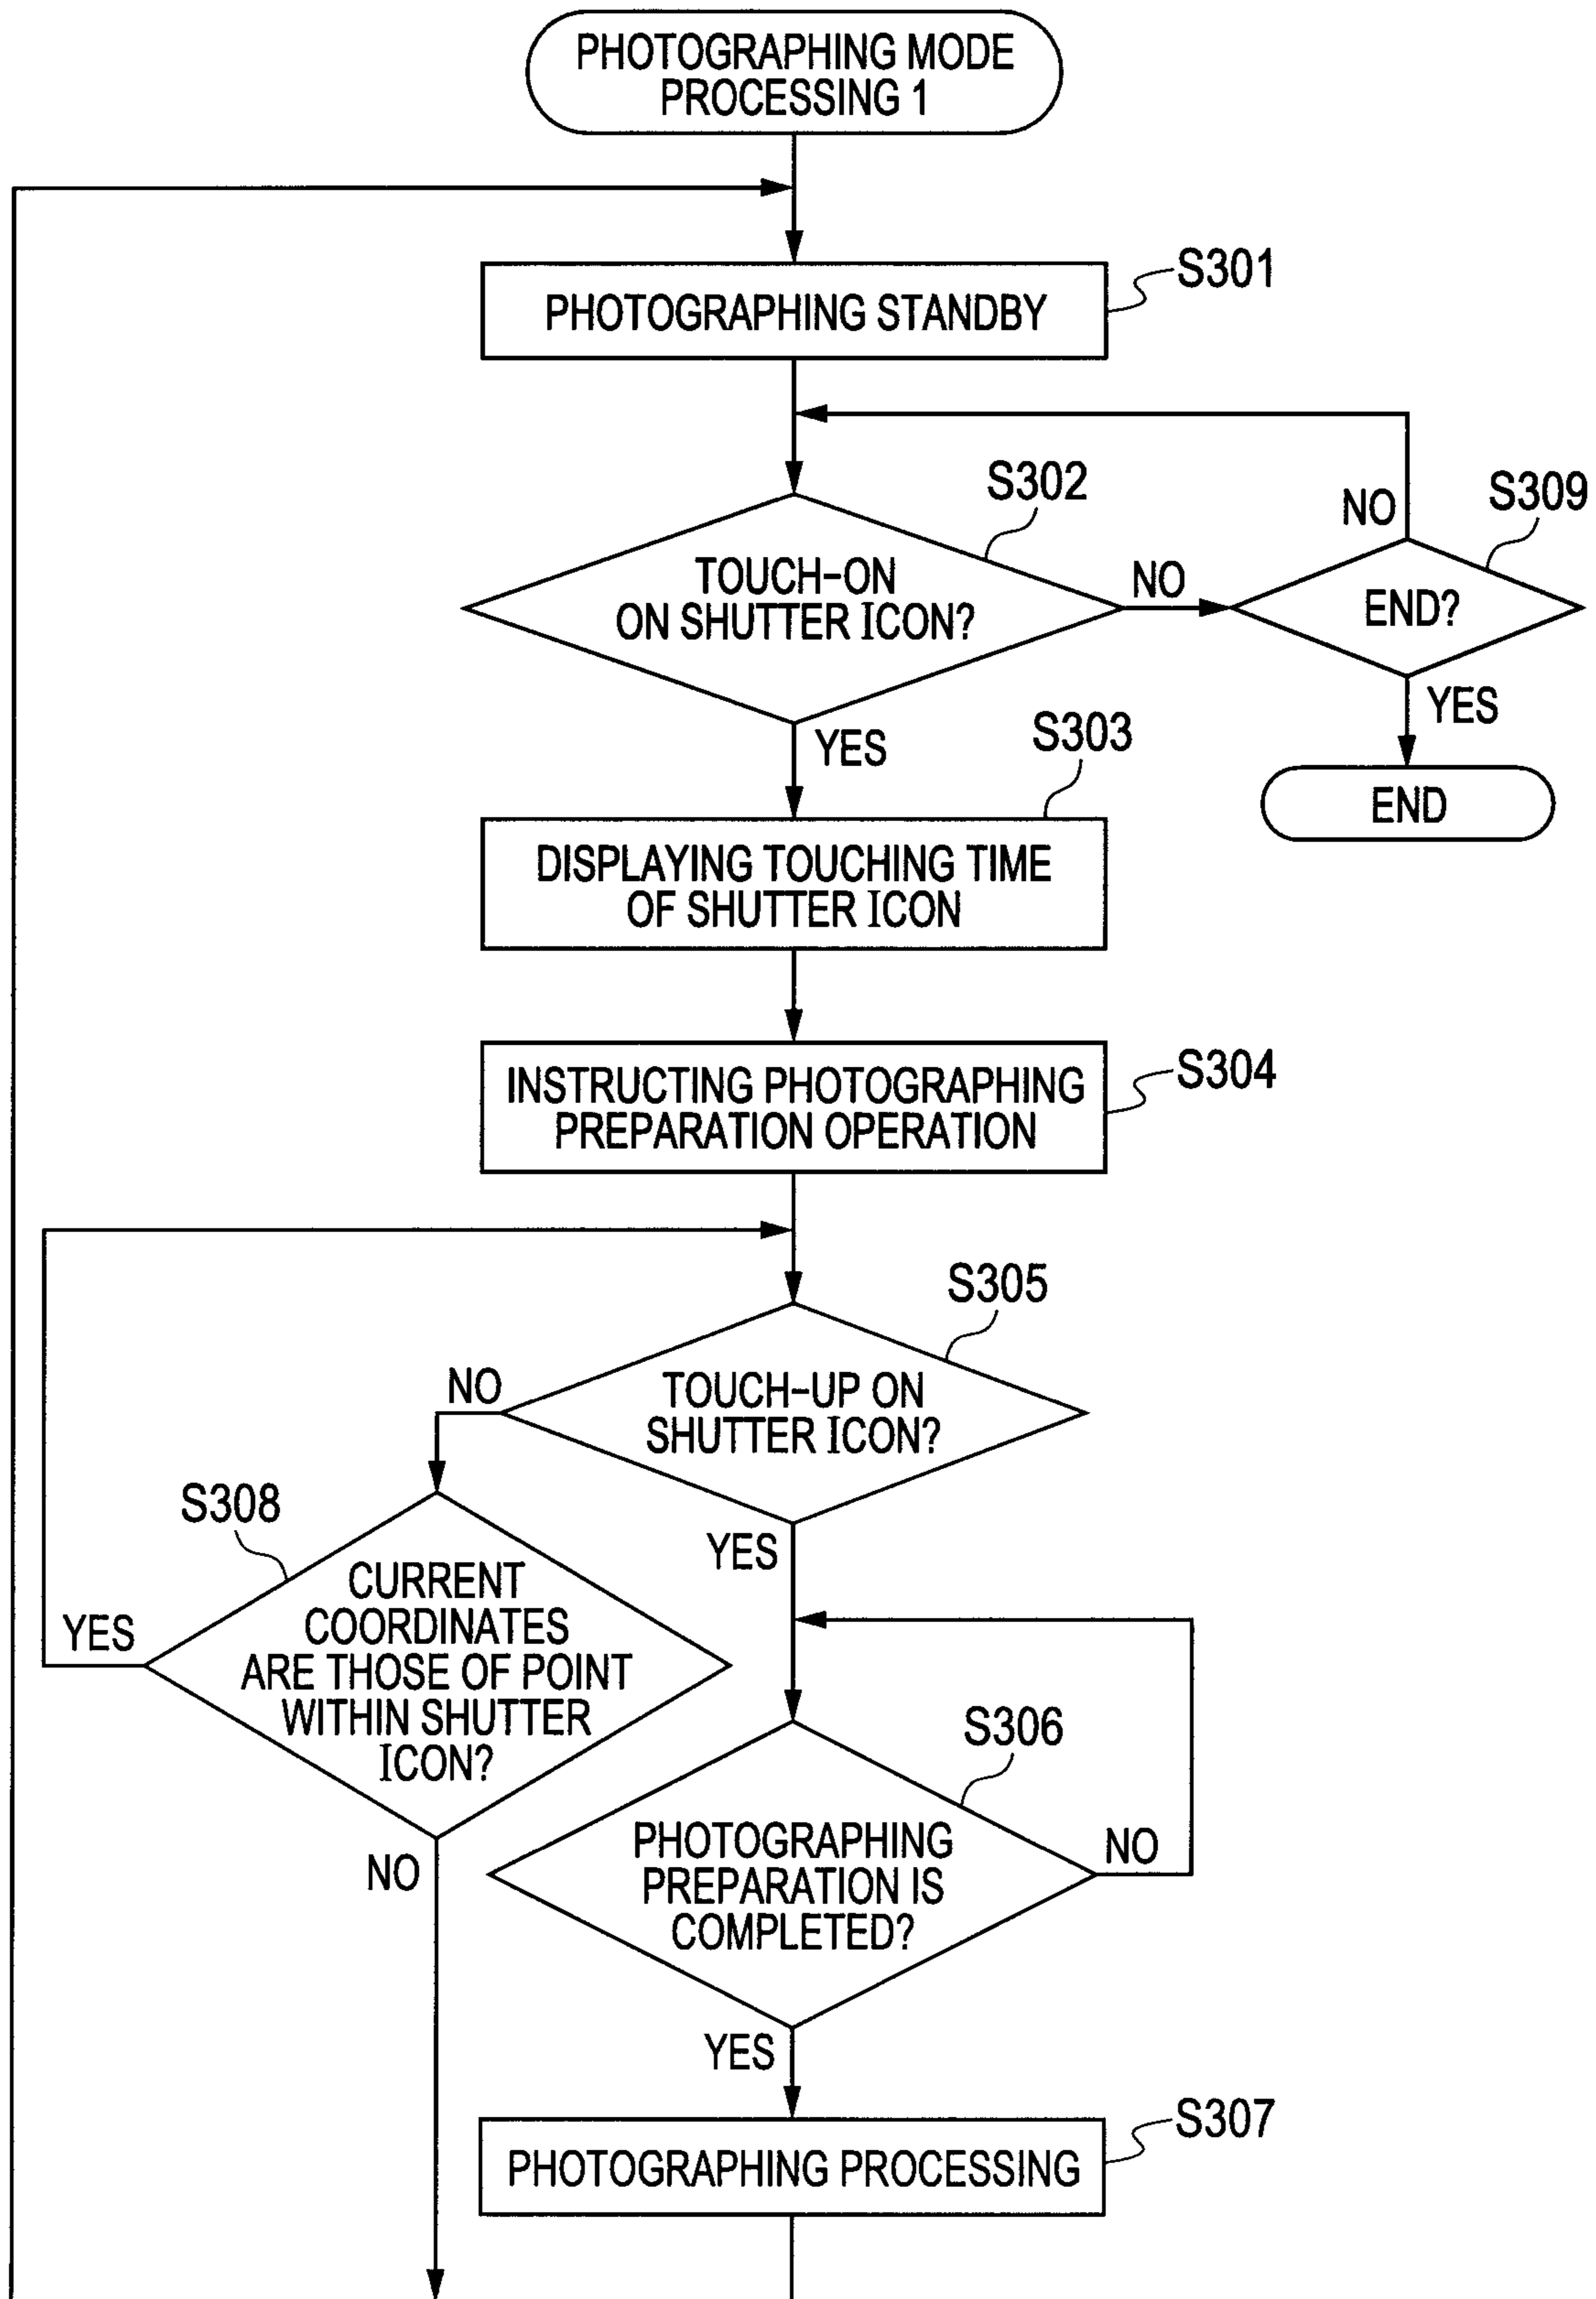 PHOTOGRAPHING MODE
PROCESSING 1
S301
PHOTOGRAPHING STANDBY
S302
S309
NO
TOUCH-ON
ON SHUTTER ICON?
NO
END?
YES
YES
S303
END
DISPLAYING TOUCHING TIME
OF SHUTTER ICON
S304
INSTRUCTING PHOTOGRAPHING
PREPARATION OPERATION
S305
NO
TOUCH-UP ON
SHUTTER ICON?
S308
YES
CURRENT
COORDINATES
ARE THOSE OF POINT
WITHIN SHUTTER
ICON?
YES
S306
NO
PHOTOGRAPHING
PREPARATION IS
COMPLETED?
NO
YES
S307
PHOTOGRAPHING PROCESSING